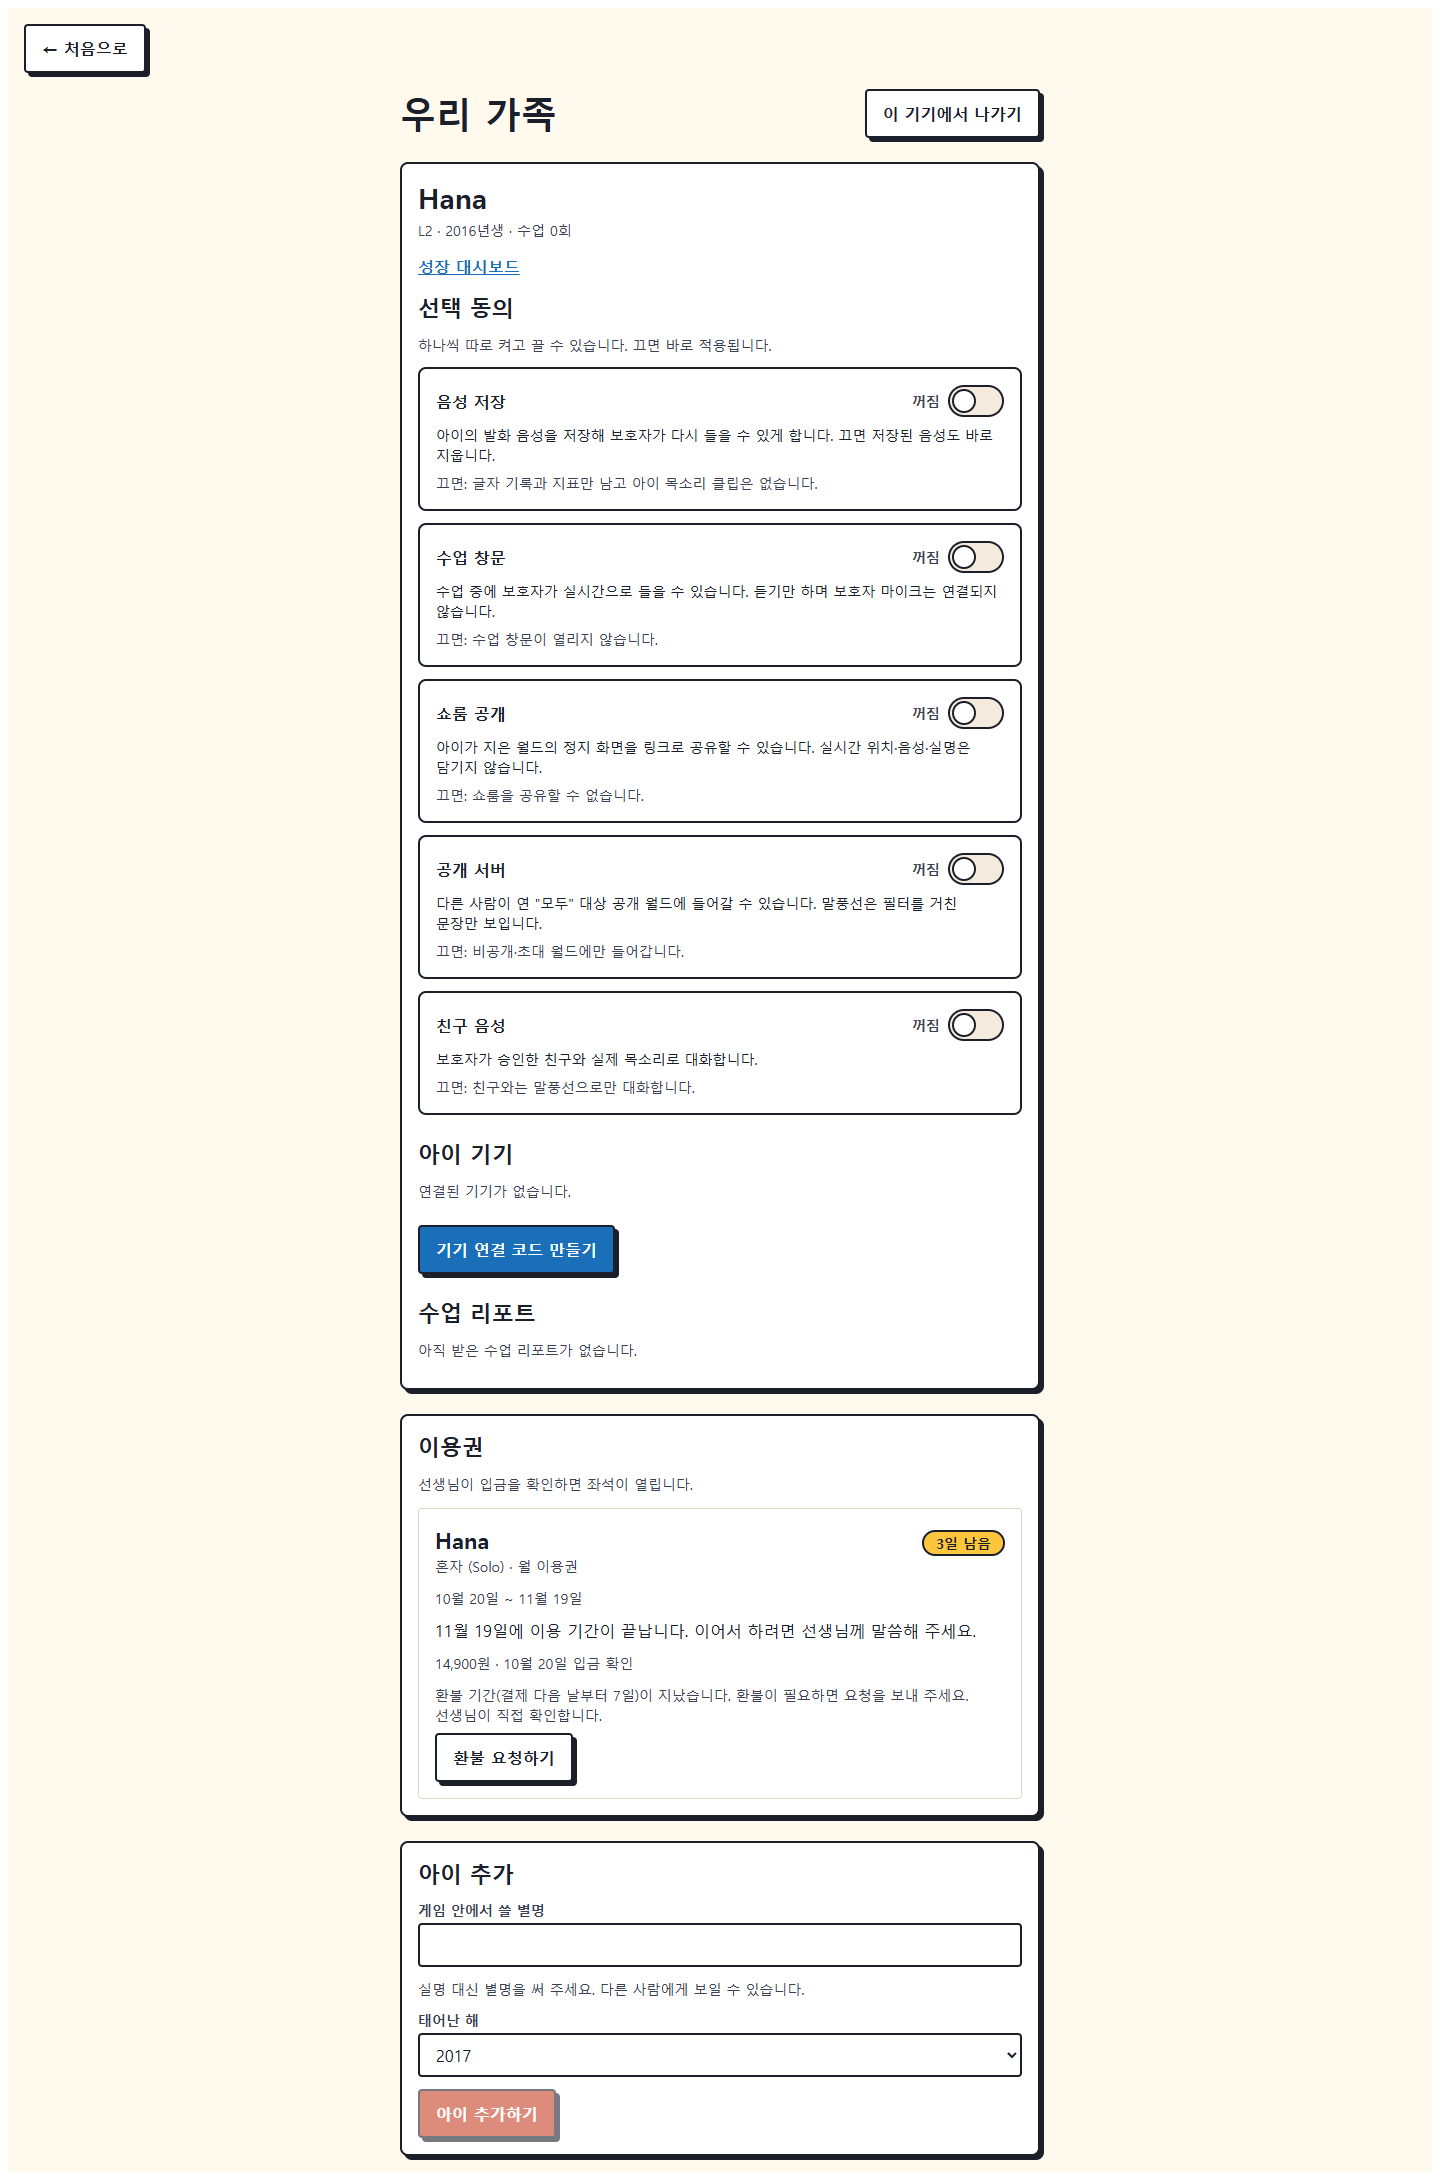 ← 처음으로
우리 가족
이 기기에서 나가기
Hana
L2 · 2016년생 · 수업 0회
성장 대시보드
선택 동의
하나씩 따로 켜고 끌 수 있습니다. 끄면 바로 적용됩니다.
음성 저장
꺼짐
아이의 발화 음성을 저장해 보호자가 다시 들을 수 있게 합니다. 끄면 저장된 음성도 바로
지웁니다.
끄면: 글자 기록과 지표만 남고 아이 목소리 클립은 없습니다.
수업 창문
꺼짐
수업 중에 보호자가 실시간으로 들을 수 있습니다. 듣기만 하며 보호자 마이크는 연결되지
않습니다.
끄면: 수업 창문이 열리지 않습니다.
쇼룸 공개
꺼짐
아이가 지은 월드의 정지 화면을 링크로 공유할 수 있습니다. 실시간 위치·음성·실명은
담기지 않습니다.
끄면: 쇼룸을 공유할 수 없습니다.
공개 서버
꺼짐
다른 사람이 연 "모두" 대상 공개 월드에 들어갈 수 있습니다. 말풍선은 필터를 거친
문장만 보입니다.
끄면: 비공개·초대 월드에만 들어갑니다.
친구 음성
꺼짐
보호자가 승인한 친구와 실제 목소리로 대화합니다.
끄면: 친구와는 말풍선으로만 대화합니다.
아이 기기
연결된 기기가 없습니다.
기기 연결 코드 만들기
수업 리포트
아직 받은 수업 리포트가 없습니다.
이용권
선생님이 입금을 확인하면 좌석이 열립니다.
Hana
3일 남음
혼자 (Solo) · 월 이용권
10월 20일 ~ 11월 19일
11월 19일에 이용 기간이 끝납니다. 이어서 하려면 선생님께 말씀해 주세요.
14,900원 · 10월 20일 입금 확인
환불 기간(결제 다음 날부터 7일)이 지났습니다. 환불이 필요하면 요청을 보내 주세요.
선생님이 직접 확인합니다.
환불 요청하기
아이 추가
게임 안에서 쓸 별명
실명 대신 별명을 써 주세요. 다른 사람에게 보일 수 있습니다.
태어난 해
2017
아이 추가하기